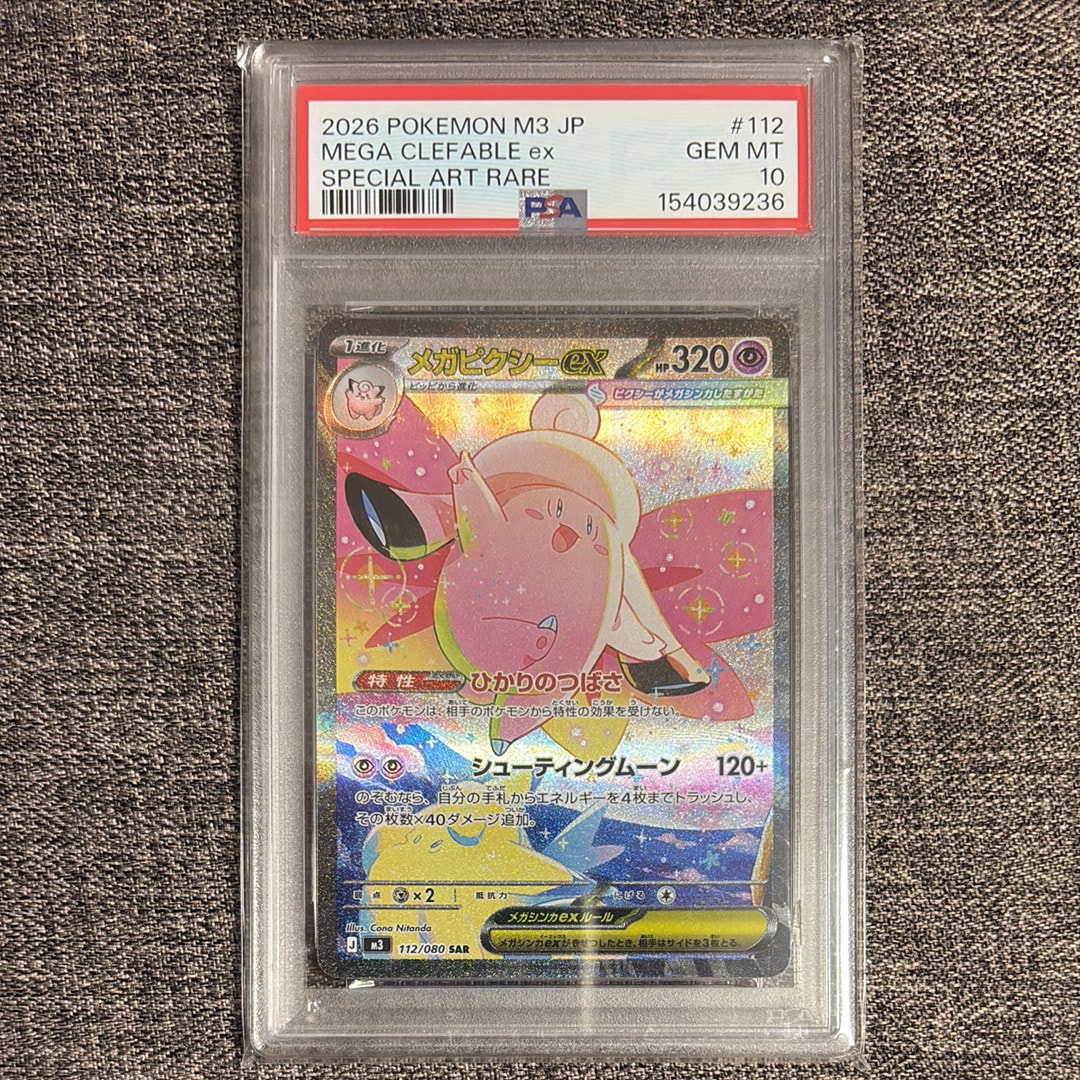 2026 POKEMON M3 JP #112
MEGA CLEFABLE ex GEM MT
SPECIAL ART RARE 10
PSA 154039236
1進化 メガピクシーex HP320
ピッピから進化 ピクシーがメガシンカしたすがた
特性 ひかりのつばさ
このポケモンは、相手のポケモンから特性の効果を受けない。
シューティングムーン 120+
のぞむなら、自分の手札からエネルギーを4枚までトラッシュし、
その枚数×40ダメージ追加。
弱点 ×2 抵抗力 にげる
メガシンカexルール
メガシンカexがきぜつしたとき、相手はサイドを3枚とる。
Illus. Cona Nitanda
J M3 112/080 SAR